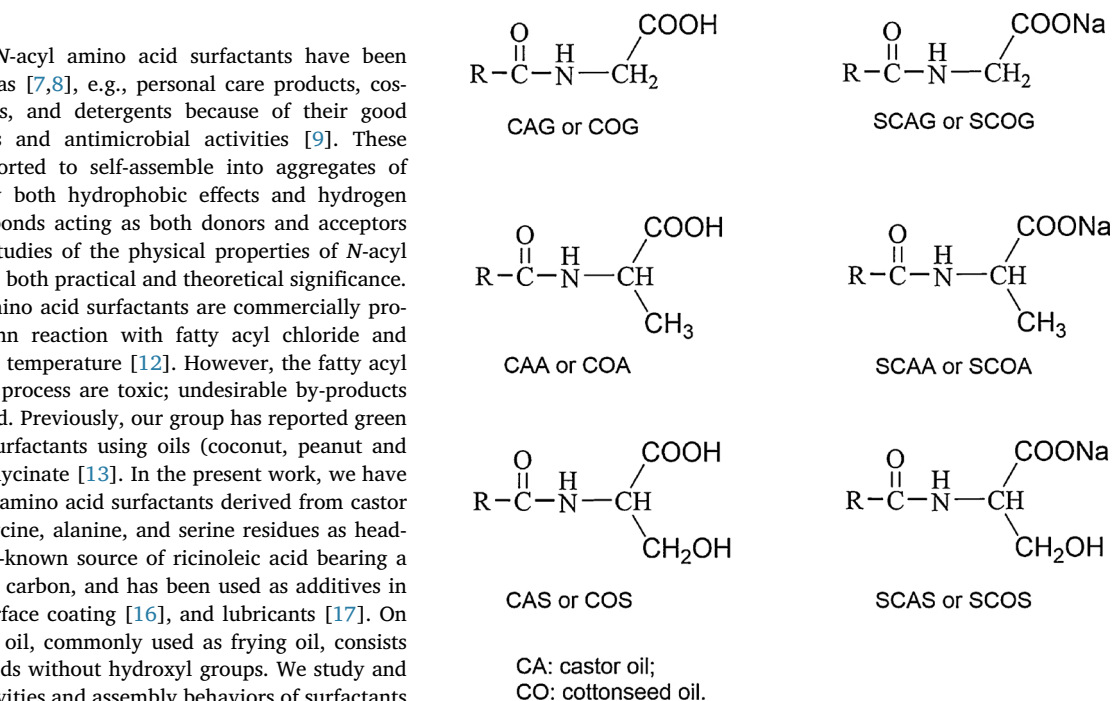 N-acyl amino acid surfactants have been
as [7,8], e.g., personal care products, cos-
s, and detergents because of their good
s and antimicrobial activities [9]. These
orted to self-assemble into aggregates of
both hydrophobic effects and hydrogen
onds acting as both donors and acceptors
tudies of the physical properties of N-acyl
both practical and theoretical significance.
ino acid surfactants are commercially pro-
nn reaction with fatty acyl chloride and
temperature [12]. However, the fatty acyl
process are toxic; undesirable by-products
d. Previously, our group has reported green
urfactants using oils (coconut, peanut and
lycinate [13]. In the present work, we have
amino acid surfactants derived from castor
cine, alanine, and serine residues as head-
-known source of ricinoleic acid bearing a
carbon, and has been used as additives in
rface coating [16], and lubricants [17]. On
oil, commonly used as frying oil, consists
ds without hydroxyl groups. We study and
vities and assembly behaviors of surfactants
O COOH
H
R–C–N–CH2
CAG or COG
O COONa
H
R–C–N–CH2
SCAG or SCOG
O COOH
H
R–C–N–CH
CH3
CAA or COA
O COONa
H
R–C–N–CH
CH3
SCAA or SCOA
O COOH
H
R–C–N–CH
CH2OH
CAS or COS
O COONa
H
R–C–N–CH
CH2OH
SCAS or SCOS
CA: castor oil;
CO: cottonseed oil.